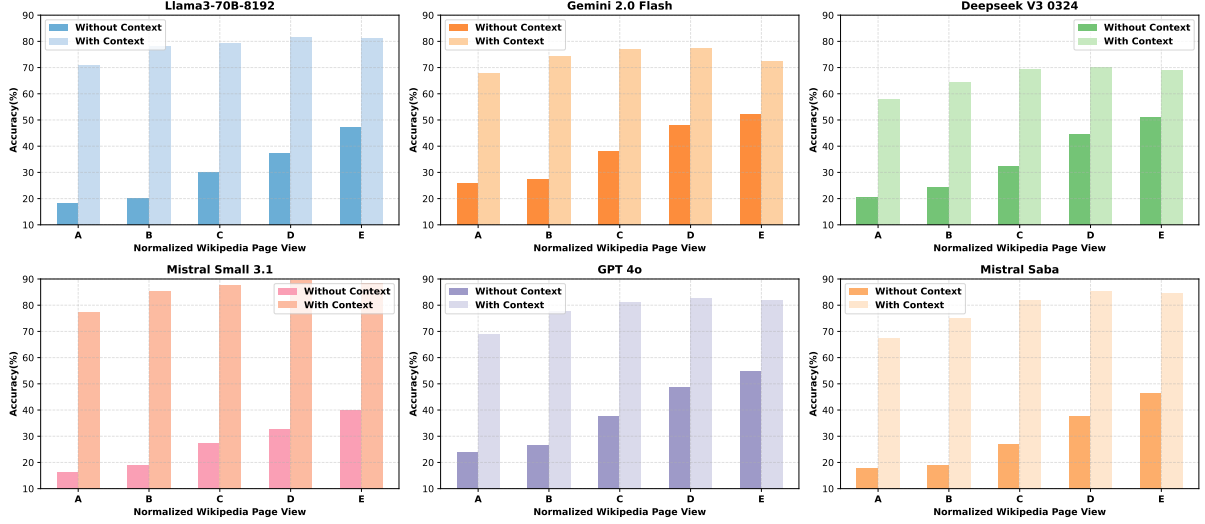 Llama3-70B-8192
Accuracy(%)
90
80
70
60
50
40
30
20
10
Without Context
With Context
A B C D E
Normalized Wikipedia Page View
Gemini 2.0 Flash
Accuracy(%)
90
80
70
60
50
40
30
20
10
Without Context
With Context
A B C D E
Normalized Wikipedia Page View
Deepseek V3 0324
Accuracy(%)
90
80
70
60
50
40
30
20
10
Without Context
With Context
A B C D E
Normalized Wikipedia Page View
Mistral Small 3.1
Accuracy(%)
90
80
70
60
50
40
30
20
10
Without Context
With Context
A B C D E
Normalized Wikipedia Page View
GPT 4o
Accuracy(%)
90
80
70
60
50
40
30
20
10
Without Context
With Context
A B C D E
Normalized Wikipedia Page View
Mistral Saba
Accuracy(%)
90
80
70
60
50
40
30
20
10
Without Context
With Context
A B C D E
Normalized Wikipedia Page View